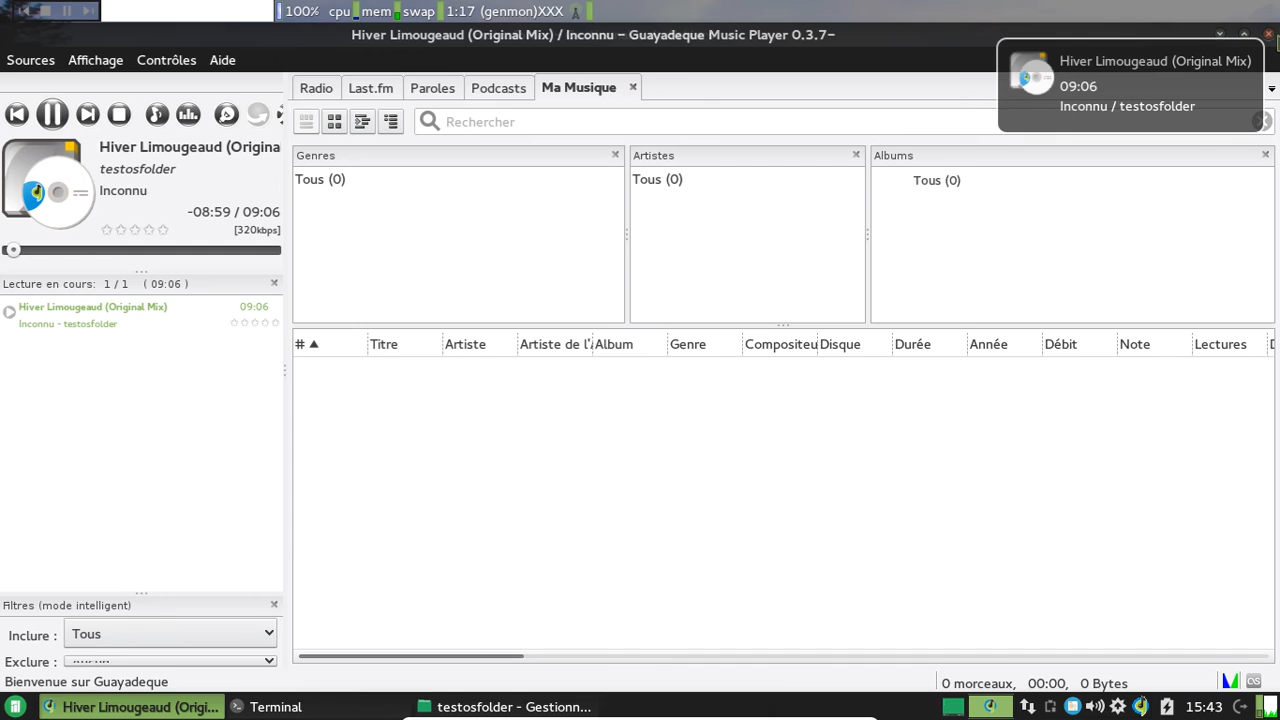 100% cpu mem swap 1:17 (genmon)XXX
Hiver Limougeaud (Original Mix) / Inconnu - Guayadeque Music Player 0.3.7-
Hiver Limougeaud (Original Mix)
09:06
Inconnu / testosfolder
Sources Affichage Contrôles Aide
Radio Last.fm Paroles Podcasts Ma Musique
Rechercher
Hiver Limougeaud (Origina
testosfolder
Inconnu
-08:59 / 09:06
[320kbps]
Genres Artistes Albums
Tous (0) Tous (0) Tous (0)
Lecture en cours: 1 / 1 ( 09:06 )
Hiver Limougeaud (Original Mix) 09:06
Inconnu - testosfolder
# Titre Artiste Artiste de l'A Album Genre Compositeu Disque Durée Année Débit Note Lectures D
Filtres (mode intelligent)
Inclure : Tous
Exclure :
Bienvenue sur Guayadeque
0 morceaux, 00:00, 0 Bytes
Hiver Limougeaud (Origi... Terminal testosfolder - Gestionn... 15:43